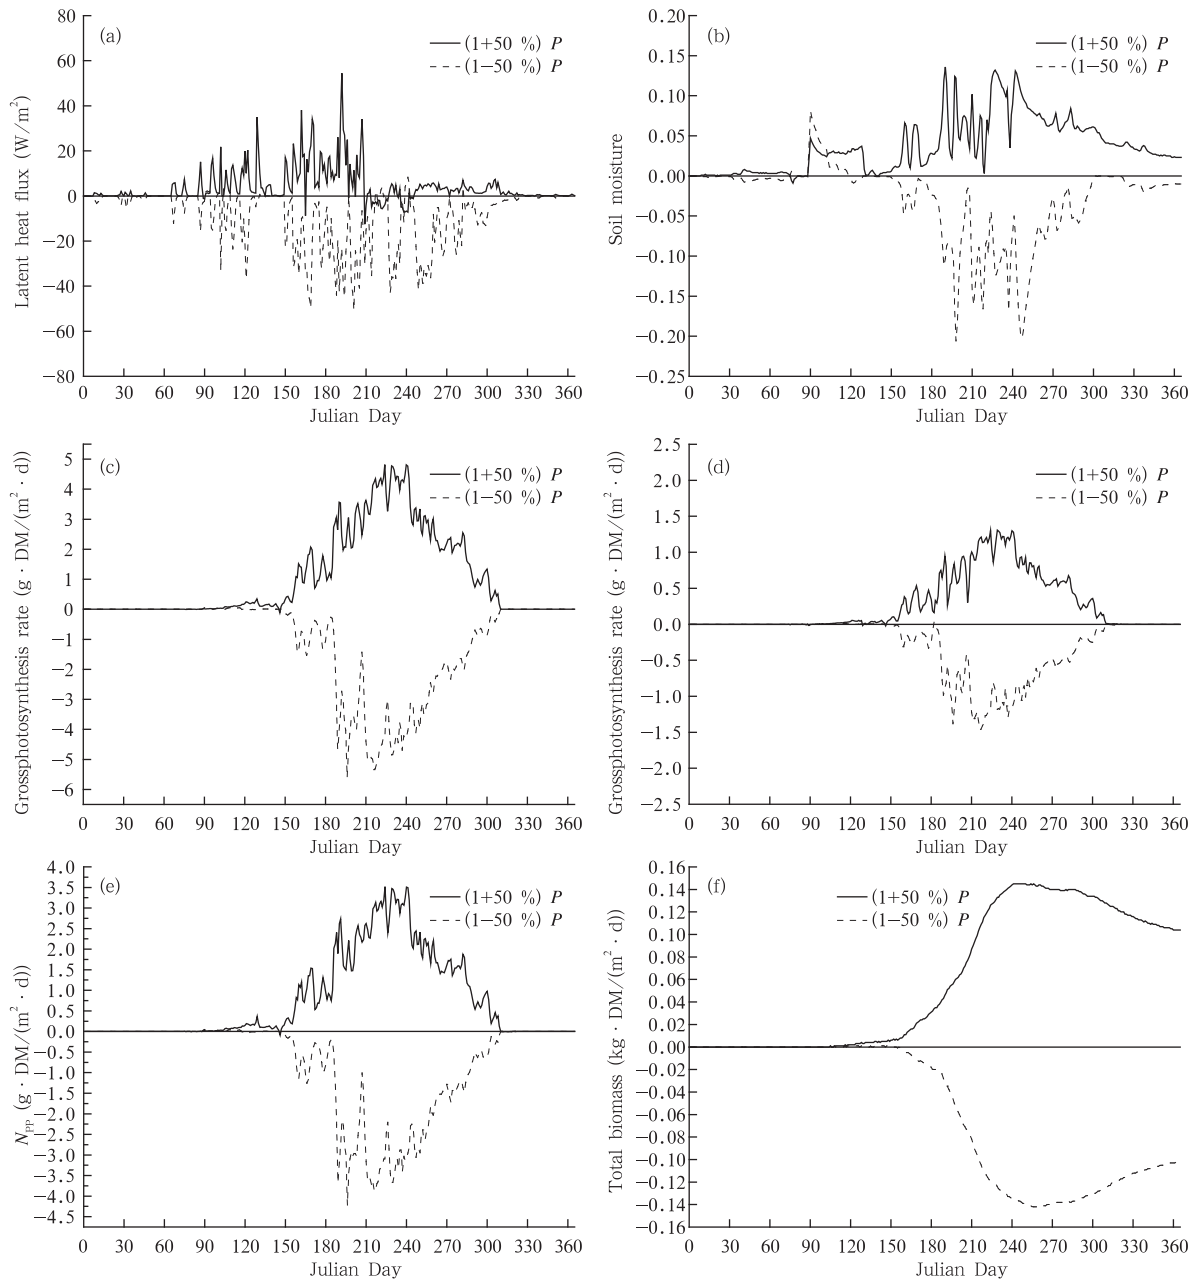 (a)
(1+50 %) P
(1−50 %) P
Latent heat flux (W/m²)
80
60
40
20
0
−20
−40
−60
−80
0 30 60 90 120 150 180 210 240 270 300 330 360
Julian Day
(b)
(1+50 %) P
(1−50 %) P
Soil moisture
0.20
0.15
0.10
0.05
0.00
−0.05
−0.10
−0.15
−0.20
−0.25
0 30 60 90 120 150 180 210 240 270 300 330 360
Julian Day
(c)
(1+50 %) P
(1−50 %) P
Grossphotosynthesis rate (g · DM/(m² · d))
5
4
3
2
1
0
−1
−2
−3
−4
−5
−6
0 30 60 90 120 150 180 210 240 270 300 330 360
Julian Day
(d)
(1+50 %) P
(1−50 %) P
Grossphotosynthesis rate (g · DM/(m² · d))
2.5
2.0
1.5
1.0
0.5
0.0
−0.5
−1.0
−1.5
−2.0
−2.5
0 30 60 90 120 150 180 210 240 270 300 330 360
Julian Day
(e)
(1+50 %) P
(1−50 %) P
N_PP (g · DM/(m² · d))
4.0
3.5
3.0
2.5
2.0
1.5
1.0
0.5
0.0
−0.5
−1.0
−1.5
−2.0
−2.5
−3.0
−3.5
−4.0
−4.5
0 30 60 90 120 150 180 210 240 270 300 330 360
Julian Day
(f)
(1+50 %) P
(1−50 %) P
Total biomass (kg · DM/(m² · d))
0.16
0.14
0.12
0.10
0.08
0.06
0.04
0.02
0.00
−0.02
−0.04
−0.06
−0.08
−0.10
−0.12
−0.14
−0.16
0 30 60 90 120 150 180 210 240 270 300 330 360
Julian Day